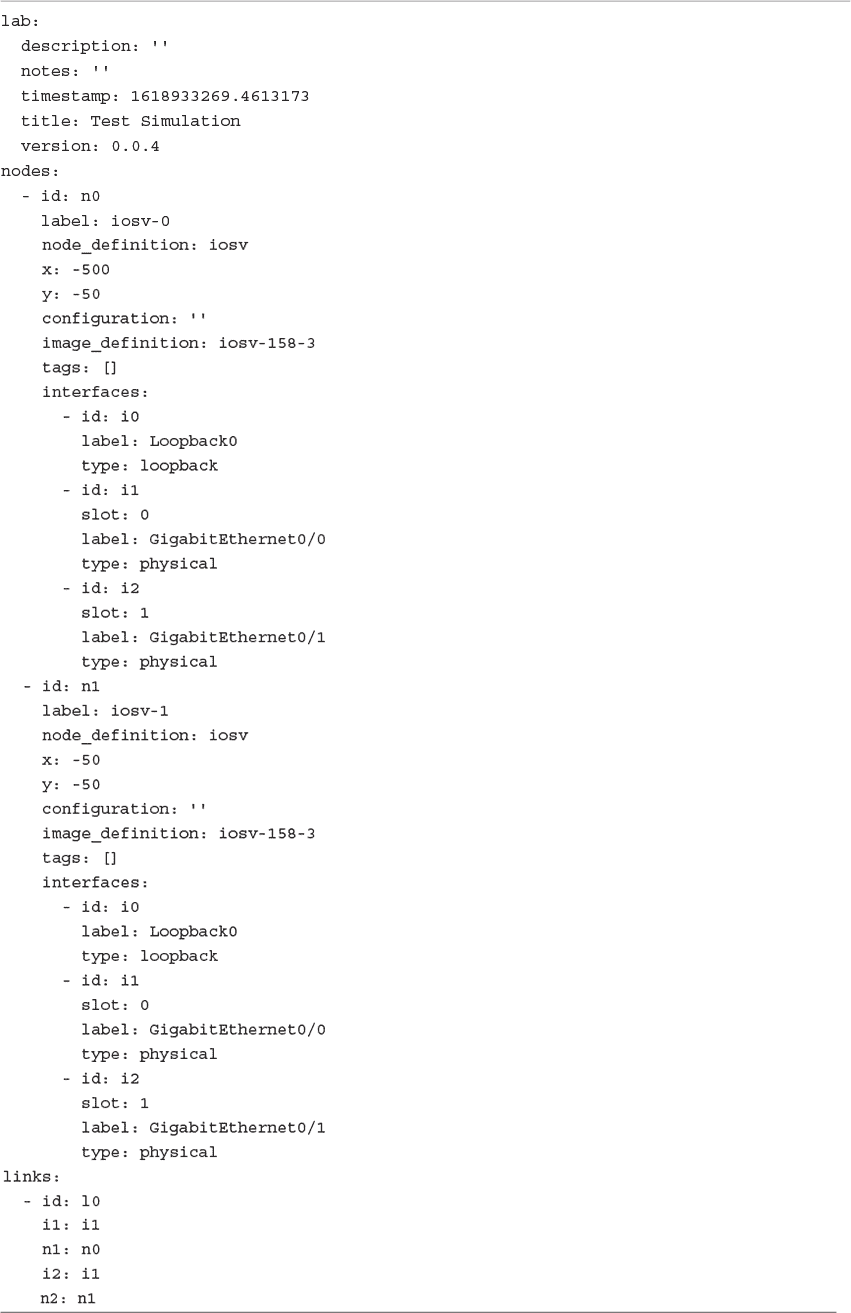 lab:
  description: ''
  notes: ''
  timestamp: 1618933269.4613173
  title: Test Simulation
  version: 0.0.4
nodes:
  - id: n0
    label: iosv-0
    node_definition: iosv
    x: -500
    y: -50
    configuration: ''
    image_definition: iosv-158-3
    tags: []
    interfaces:
      - id: i0
        label: Loopback0
        type: loopback
      - id: i1
        slot: 0
        label: GigabitEthernet0/0
        type: physical
      - id: i2
        slot: 1
        label: GigabitEthernet0/1
        type: physical
  - id: n1
    label: iosv-1
    node_definition: iosv
    x: -50
    y: -50
    configuration: ''
    image_definition: iosv-158-3
    tags: []
    interfaces:
      - id: i0
        label: Loopback0
        type: loopback
      - id: i1
        slot: 0
        label: GigabitEthernet0/0
        type: physical
      - id: i2
        slot: 1
        label: GigabitEthernet0/1
        type: physical
links:
  - id: l0
    i1: i1
    n1: n0
    i2: i1
    n2: n1